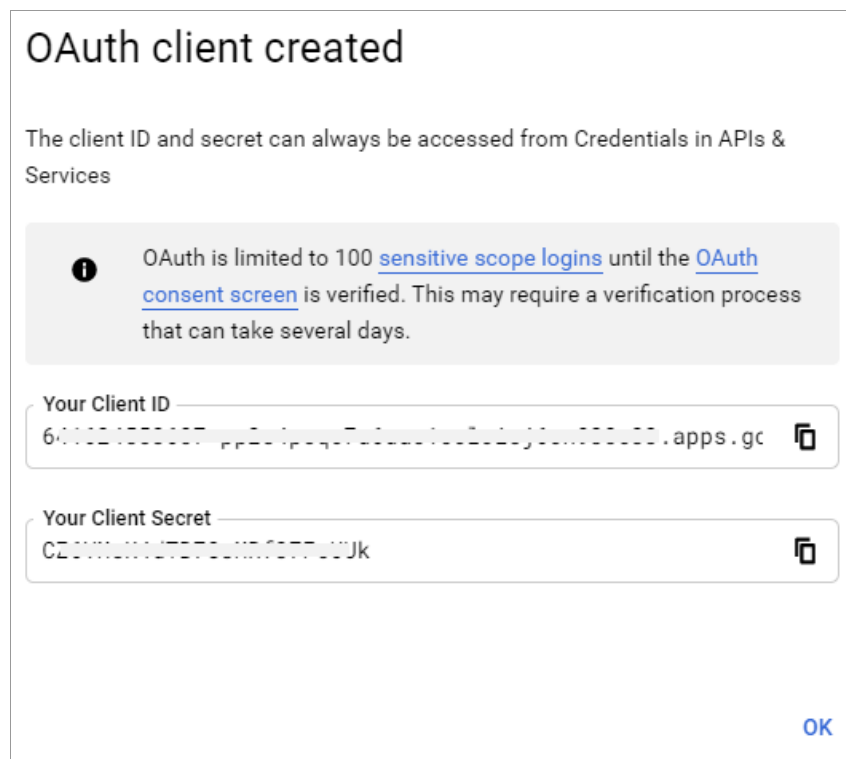 OAuth client created
The client ID and secret can always be accessed from Credentials in APIs &
Services
OAuth is limited to 100 sensitive scope logins until the OAuth
consent screen is verified. This may require a verification process
that can take several days.
Your Client ID
.apps.gc
Your Client Secret
OK